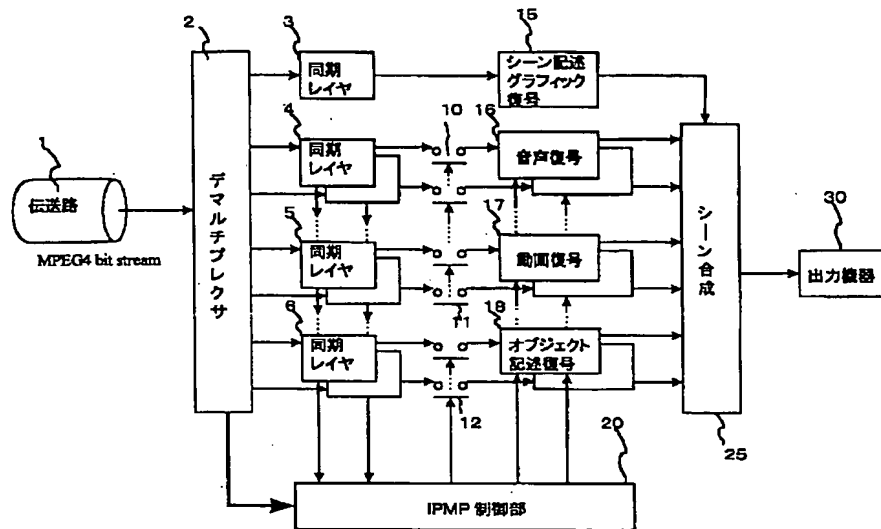 2
3
15
同期
レイヤ
シーン記述
グラフィック
復号
4
10
16
同期
レイヤ
音声復号
1
伝送路
MPEG4 bit stream
デマルチプレクサ
5
17
同期
レイヤ
動画復号
シーン合成
30
出力機器
6
11
18
同期
レイヤ
オブジェクト
記述復号
12
20
25
IPMP 制御部